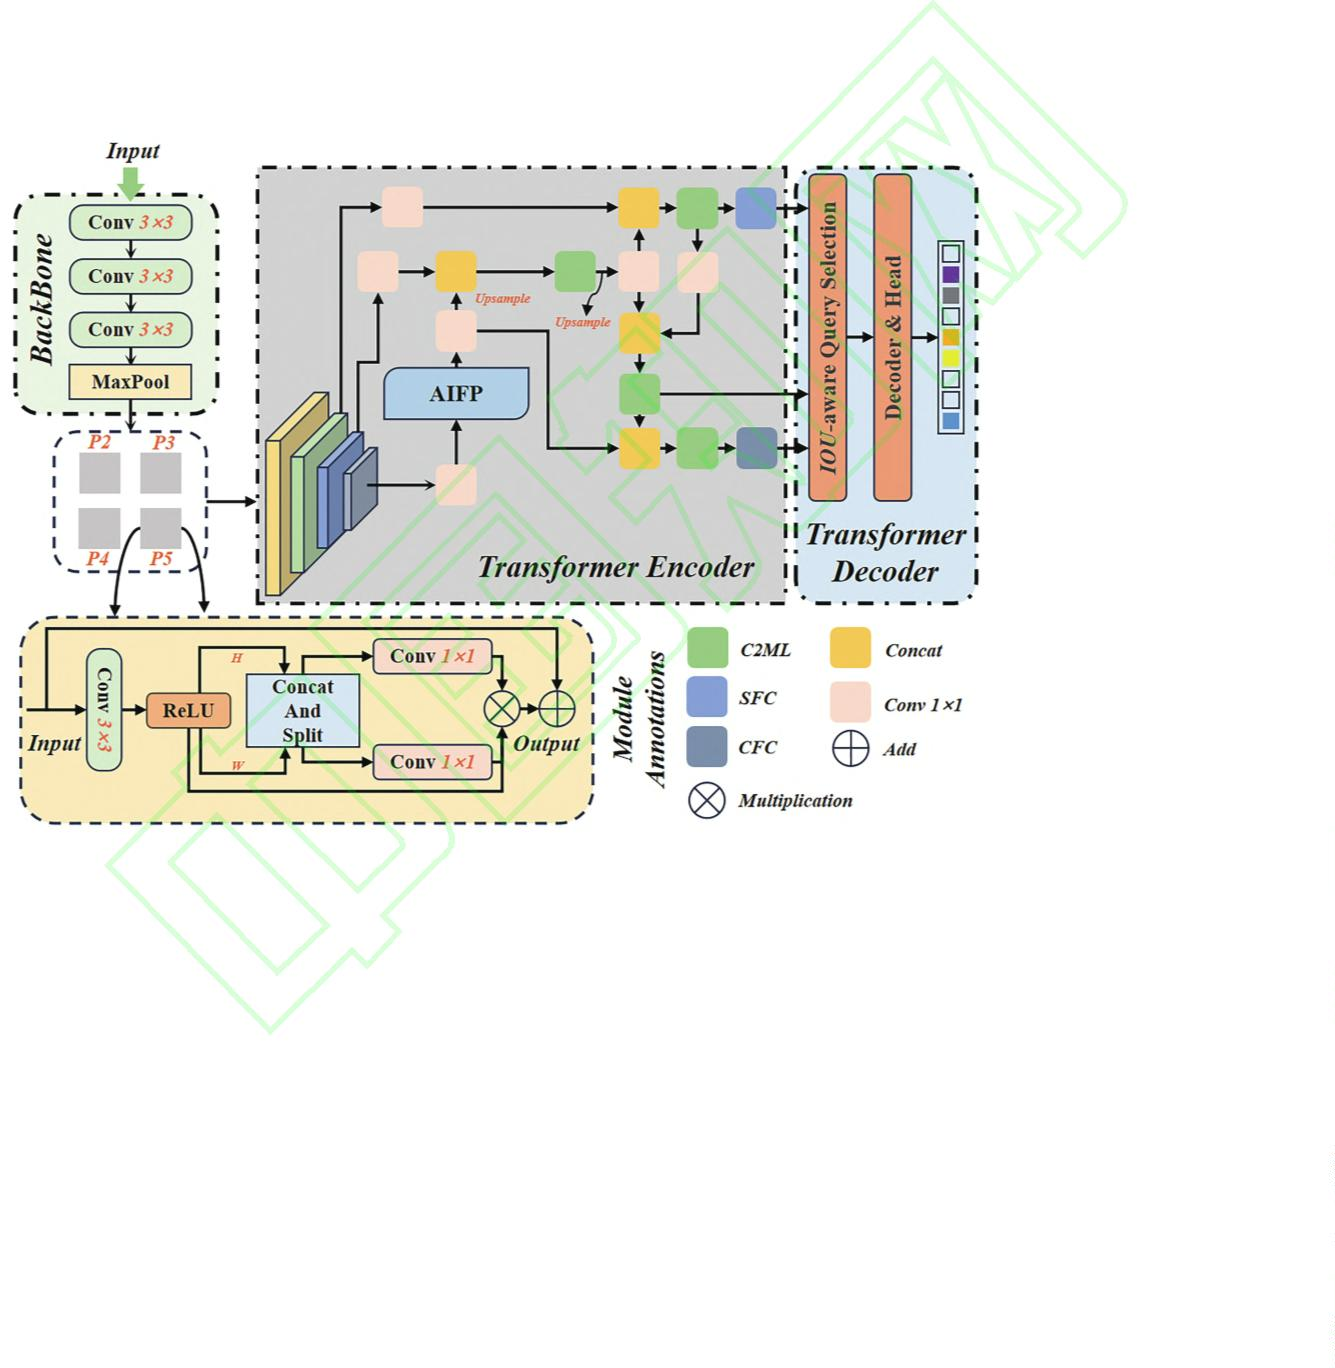 Input
BackBone
Conv 3×3
Conv 3×3
Conv 3×3
MaxPool
P2 P3
P4 P5
Upsample
Upsample
AIFP
Transformer Encoder
IOU-aware Query Selection
Decoder & Head
Transformer
Decoder
Input
Conv 3×3
ReLU
H
W
Concat
And
Split
Conv 1×1
Conv 1×1
Output
Module
Annotations
C2ML
Concat
SFC
Conv 1×1
CFC
Add
Multiplication